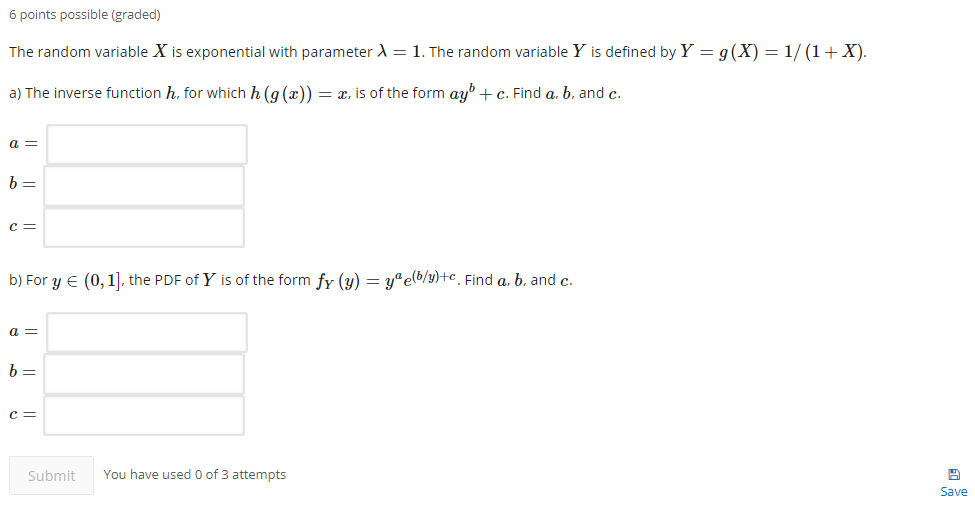 6 points possible (graded)
The random variable X is exponential with parameter λ = 1. The random variable Y is defined by Y = g(X) = 1/(1 + X).
a) The inverse function h, for which h(g(x)) = x, is of the form ay^b + c. Find a, b, and c.
a =
b =
c =
b) For y ∈ (0, 1], the PDF of Y is of the form f_Y(y) = y^a e^{(b/y)+c}. Find a, b, and c.
a =
b =
c =
Submit You have used 0 of 3 attempts
Save